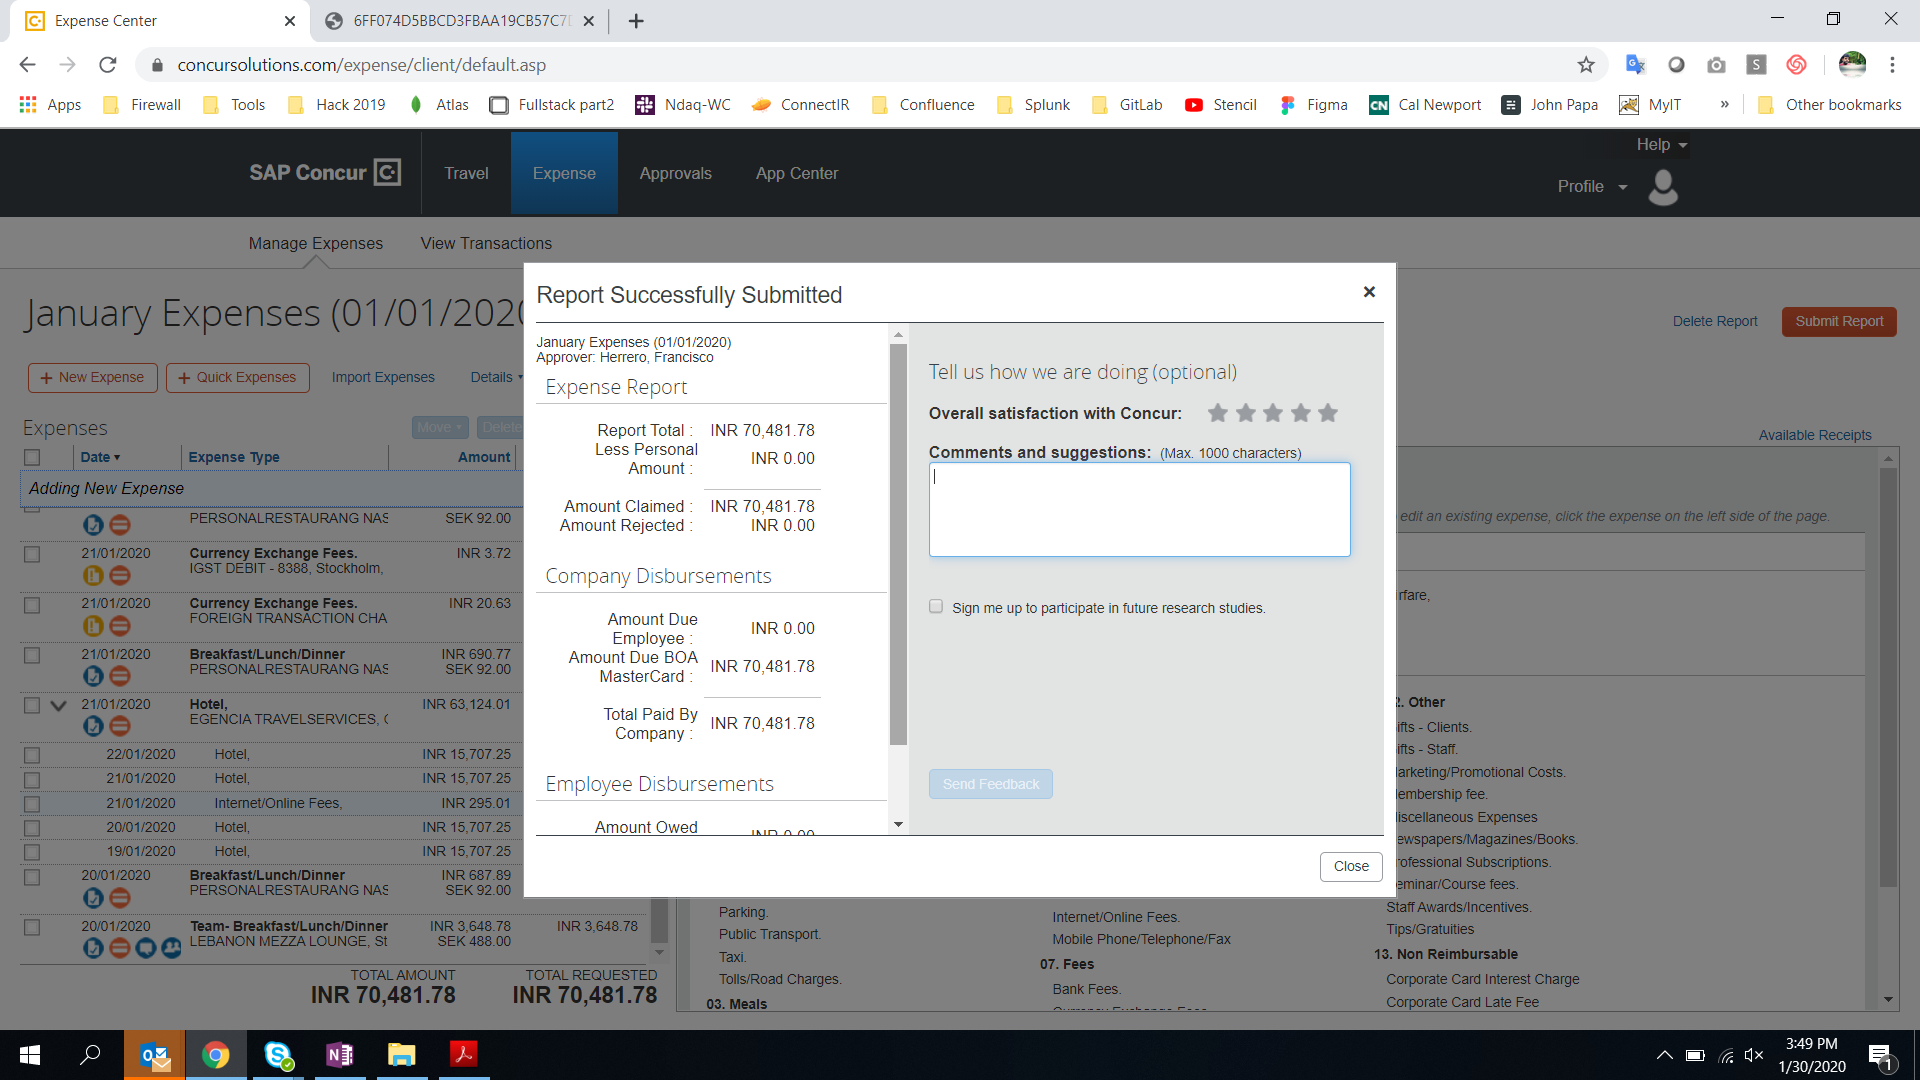 Expense Center
6FF074D5BBCD3FBAA19CB57C7
concursolutions.com/expense/client/default.asp
Apps
Firewall
Tools
Hack 2019
Atlas
Fullstack part2
Ndaq-WC
ConnectIR
Confluence
Splunk
GitLab
Stencil
Figma
CN
Cal Newport
John Papa
MyIT
»
Other bookmarks
SAP Concur
Travel
Expense
Approvals
App Center
Help
Profile
Manage Expenses
View Transactions
January Expenses (01/01/202
Delete Report
Submit Report
+ New Expense
+ Quick Expenses
Import Expenses
Details
Expenses
Move
Delete
Available Receipts
Date
Expense Type
Amount
Adding New Expense
PERSONALRESTAURANG NAS
SEK 92.00
21/01/2020
Currency Exchange Fees.
INR 3.72
IGST DEBIT - 8388, Stockholm,
21/01/2020
Currency Exchange Fees.
INR 20.63
FOREIGN TRANSACTION CHA
21/01/2020
Breakfast/Lunch/Dinner
INR 690.77
PERSONALRESTAURANG NAS
SEK 92.00
21/01/2020
Hotel,
INR 63,124.01
EGENCIA TRAVELSERVICES,
22/01/2020
Hotel,
INR 15,707.25
21/01/2020
Hotel,
INR 15,707.25
21/01/2020
Internet/Online Fees,
INR 295.01
20/01/2020
Hotel,
INR 15,707.25
19/01/2020
Hotel,
INR 15,707.25
20/01/2020
Breakfast/Lunch/Dinner
INR 687.89
PERSONALRESTAURANG NAS
SEK 92.00
20/01/2020
Team- Breakfast/Lunch/Dinner
INR 3,648.78
INR 3,648.78
LEBANON MEZZA LOUNGE, St
SEK 488.00
TOTAL AMOUNT
INR 70,481.78
TOTAL REQUESTED
INR 70,481.78
Report Successfully Submitted
×
January Expenses (01/01/2020)
Approver: Herrero, Francisco
Expense Report
Report Total : INR 70,481.78
Less Personal
Amount : INR 0.00
Amount Claimed : INR 70,481.78
Amount Rejected : INR 0.00
Company Disbursements
Amount Due
Employee : INR 0.00
Amount Due BOA
MasterCard : INR 70,481.78
Total Paid By
Company : INR 70,481.78
Employee Disbursements
Amount Owed
INR 0.00
Tell us how we are doing (optional)
Overall satisfaction with Concur:
Comments and suggestions: (Max. 1000 characters)
Sign me up to participate in future research studies.
Send Feedback
Close
edit an existing expense, click the expense on the left side of the page.
rfare,
2. Other
ifts - Clients.
ifts - Staff.
arketing/Promotional Costs.
embership fee.
iscellaneous Expenses
ewspapers/Magazines/Books.
rofessional Subscriptions.
eminar/Course fees.
Staff Awards/Incentives.
Tips/Gratuities
13. Non Reimbursable
Corporate Card Interest Charge
Corporate Card Late Fee
Parking.
Public Transport.
Taxi.
Tolls/Road Charges.
03. Meals
Internet/Online Fees.
Mobile Phone/Telephone/Fax
07. Fees
Bank Fees.
3:49 PM
1/30/2020
1